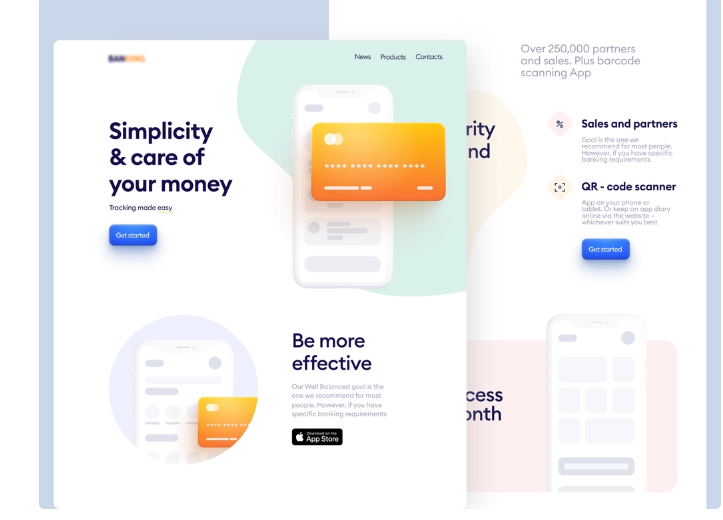 BANKING
News Products Contacts
Simplicity
& care of
your money
Tracking made easy
Get started
Be more
effective
Our Well Balanced goal is the
one we recommend for most
people. However, if you have
specific banking requirements
Download on the
App Store
Over 250,000 partners
and sales. Plus barcode
scanning App
rity
nd
%
Sales and partners
Goal is the one we
recommend for most people.
However, if you have specific
banking requirements
QR - code scanner
App on your phone or
tablet. Or keep an app diary
online via the website –
whichever suits you best
Get started
cess
onth